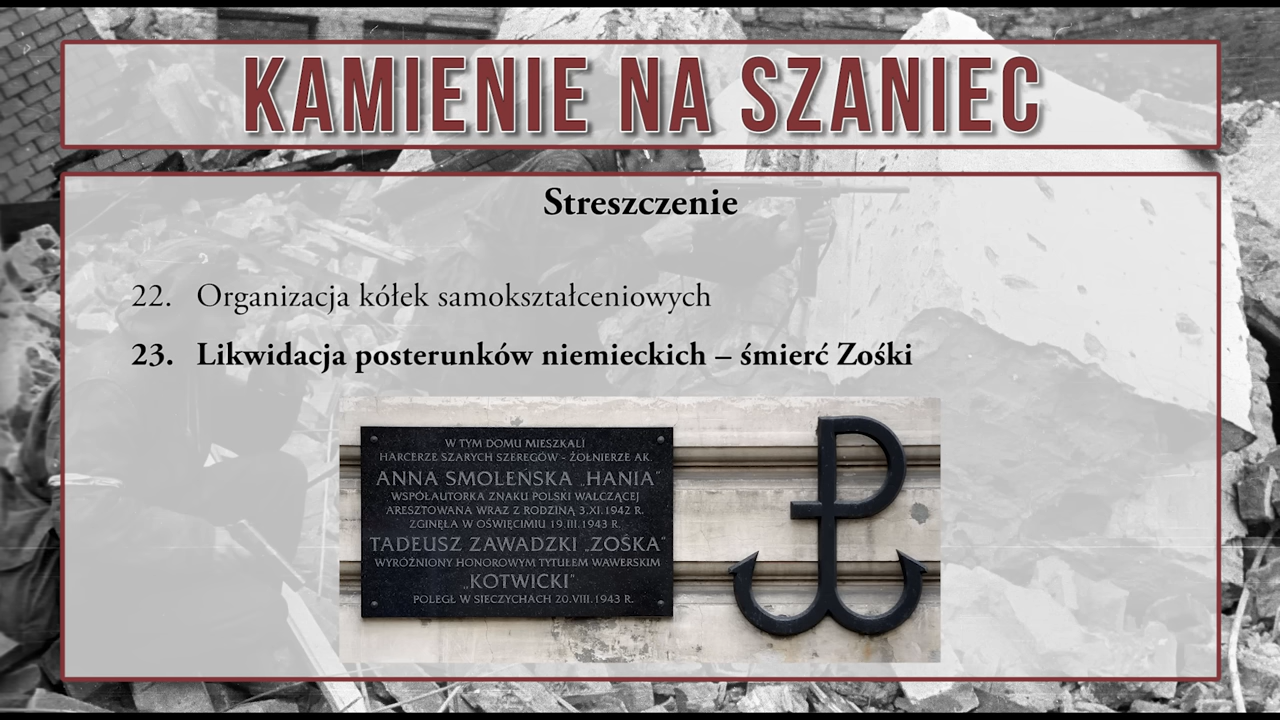 KAMIENIE NA SZANIEC
Streszczenie
22. Organizacja kółek samokształceniowych
23. Likwidacja posterunków niemieckich – śmierć Zośki
W TYM DOMU MIESZKALI
HARCERZE SZARYCH SZEREGÓW - ŻOŁNIERZE AK.
ANNA SMOLEŃSKA „HANIA"
WSPÓŁAUTORKA ZNAKU POLSKI WALCZĄCEJ
ARESZTOWANA WRAZ Z RODZINĄ 3.XI.1942 R.
ZGINĘŁA W OŚWIĘCIMIU 19.III.1943 R.
TADEUSZ ZAWADZKI „ZOŚKA"
WYRÓŻNIONY HONOROWYM TYTUŁEM WAWERSKIM
„KOTWICKI"
POLEGŁ W SIECZYCHACH 20.VIII.1943 R.